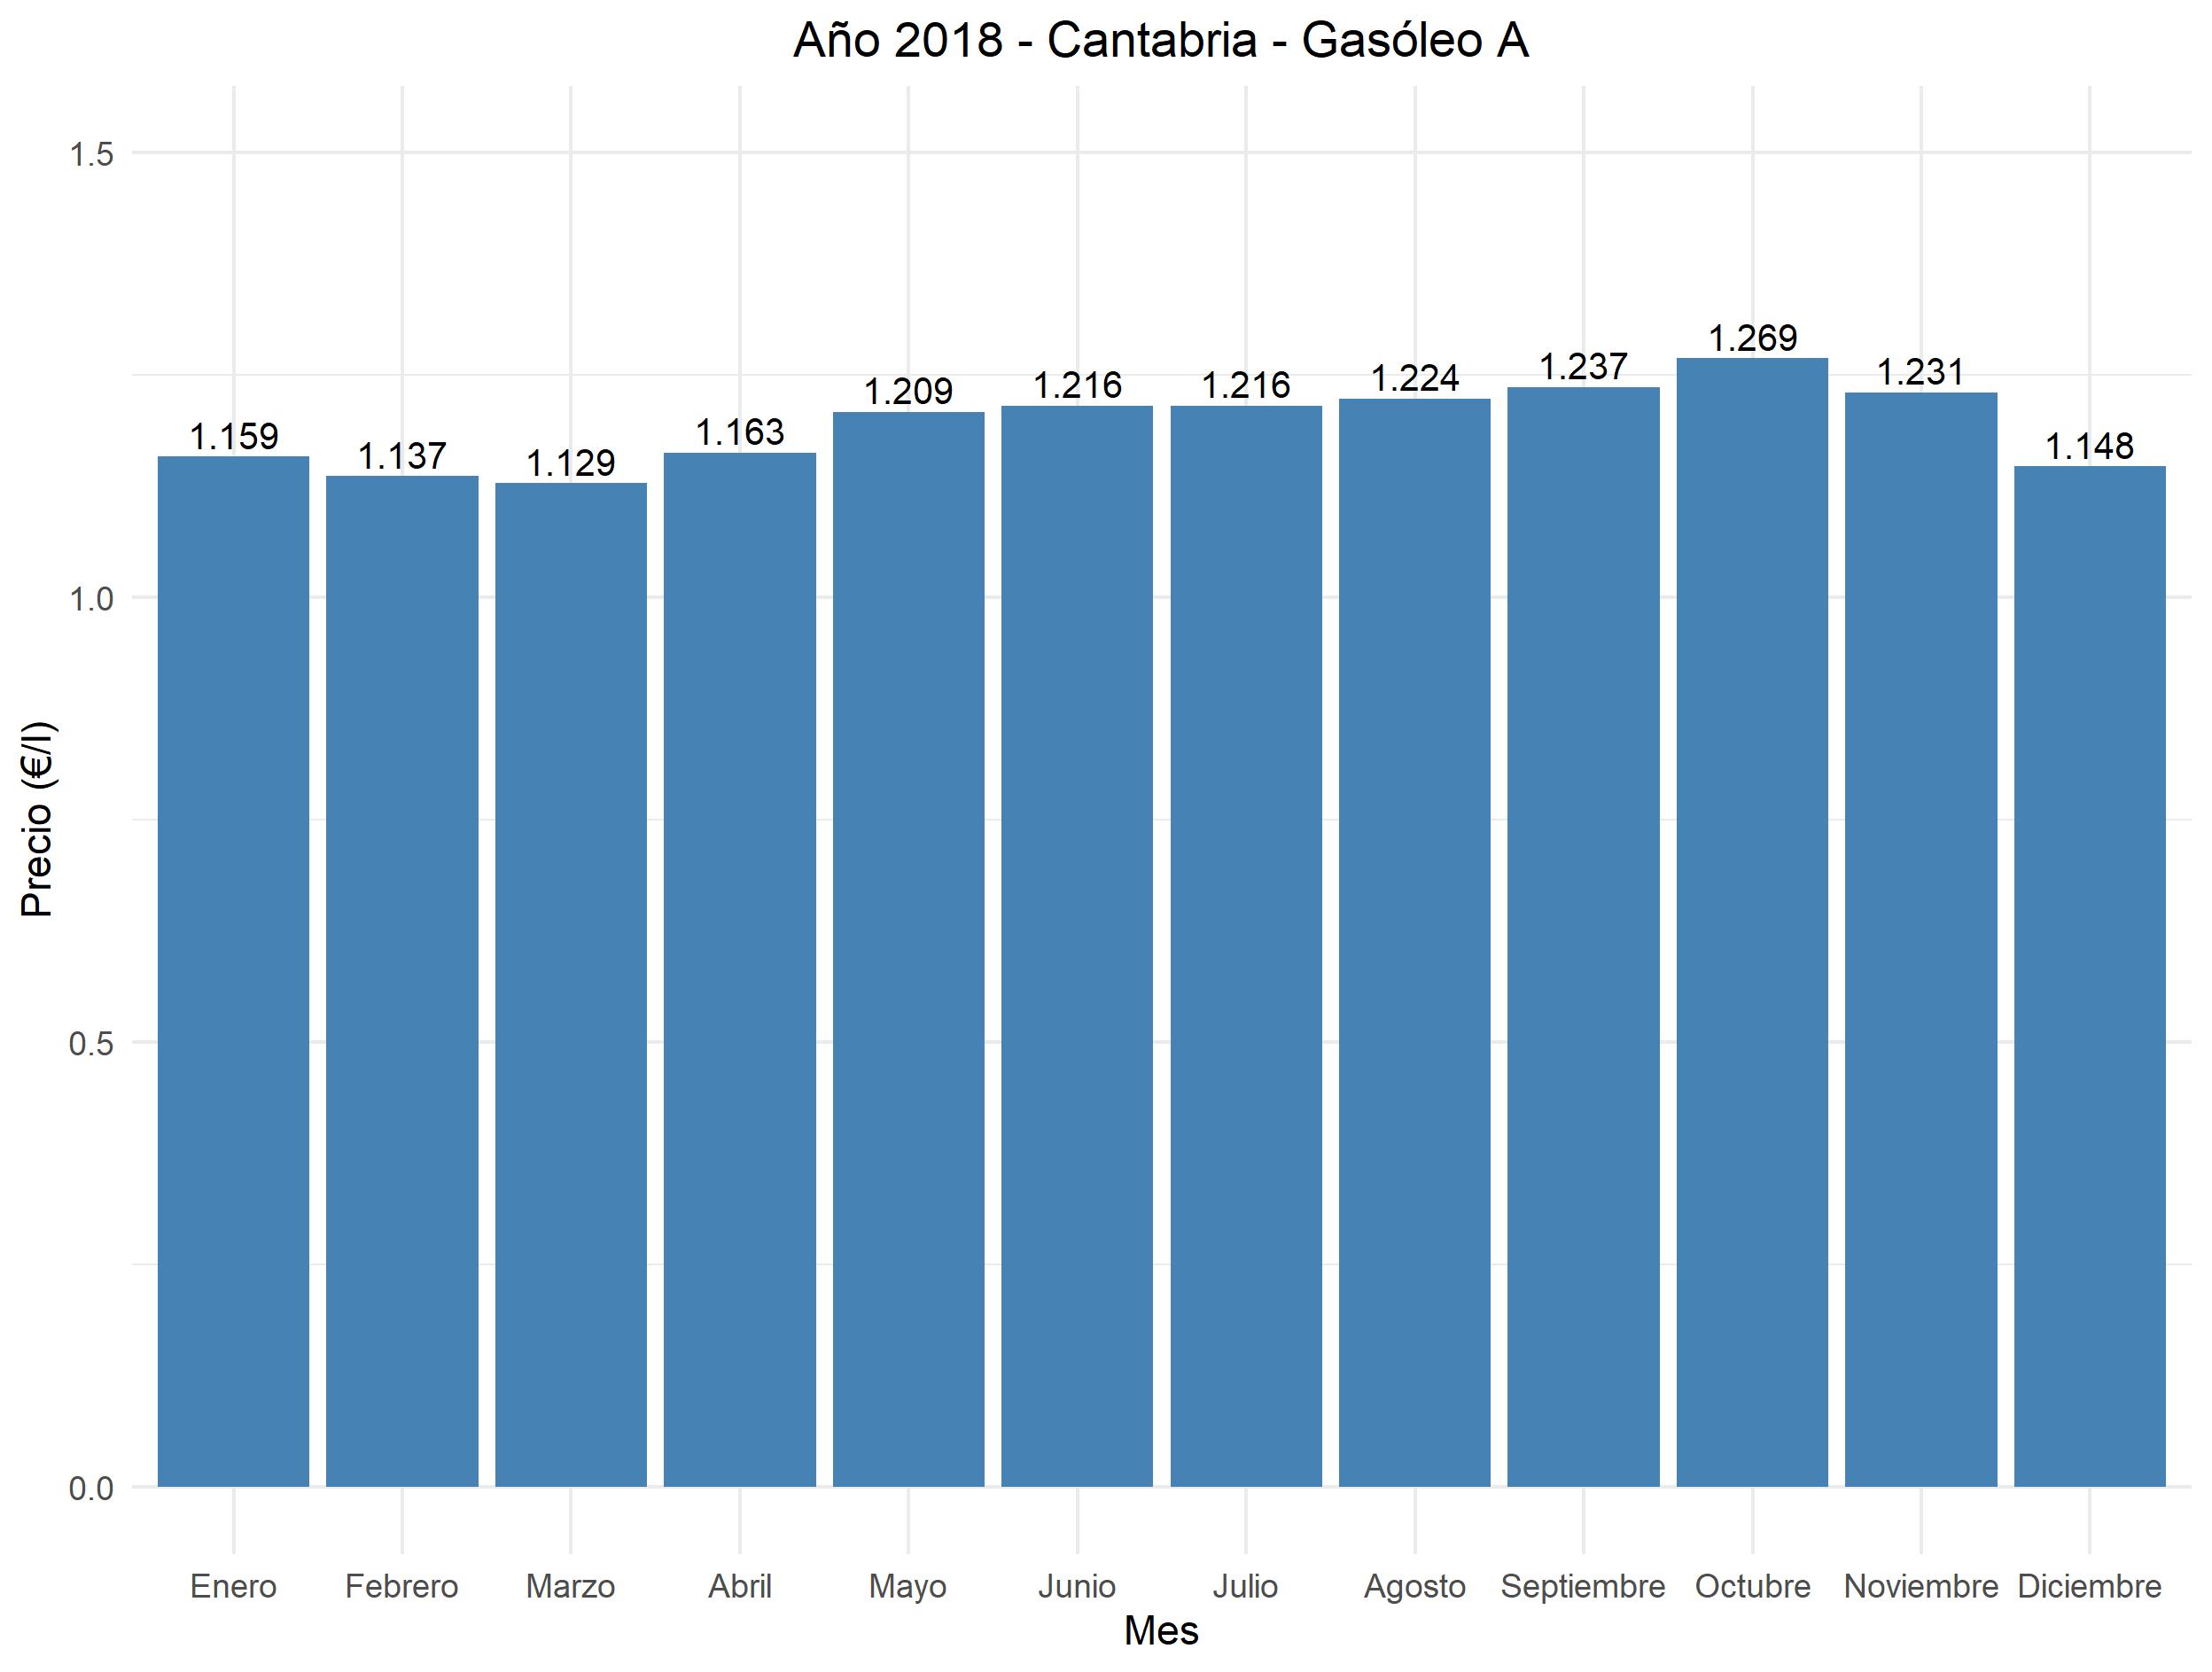 Año 2018 - Cantabria - Gasóleo A
1.5
1.0
0.5
0.0
Precio (€/l)
1.159
1.137
1.129
1.163
1.209
1.216
1.216
1.224
1.237
1.269
1.231
1.148
Enero
Febrero
Marzo
Abril
Mayo
Junio
Julio
Agosto
Septiembre
Octubre
Noviembre
Diciembre
Mes